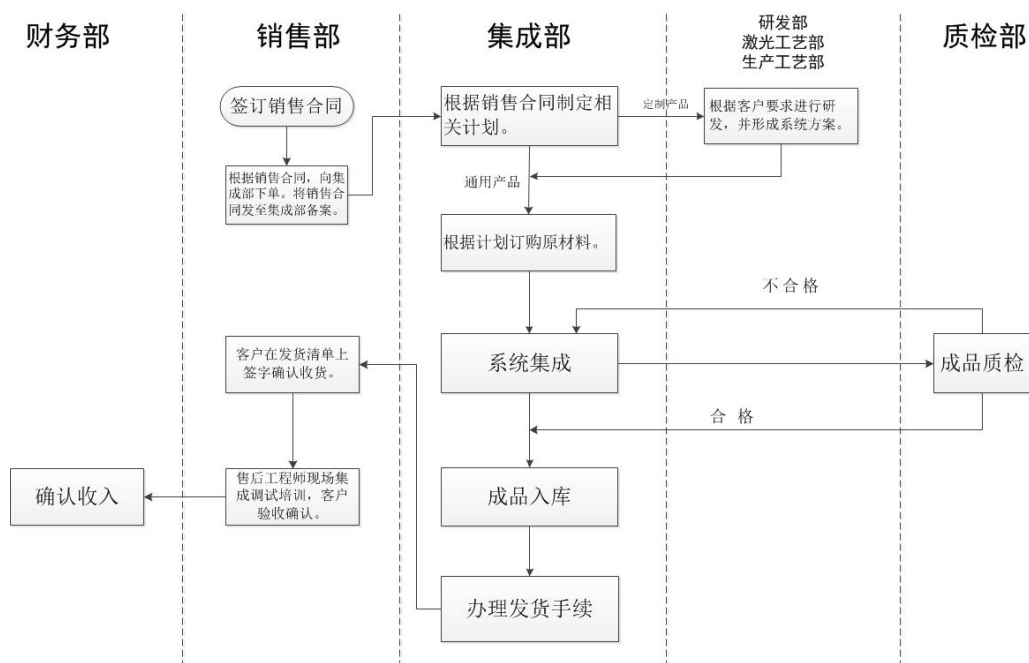 财务部
销售部
集成部
研发部
激光工艺部
生产工艺部
质检部
签订销售合同
根据销售合同制定相
关计划。
定制产品
根据客户要求进行研
发，并形成系统方案。
根据销售合同，向集
成部下单。将销售合
同发至集成部备案。
通用产品
根据计划订购原材料。
不合格
客户在发货清单上
签字确认收货。
系统集成
成品质检
合 格
确认收入
售后工程师现场集
成调试培训，客户
验收确认。
成品入库
办理发货手续